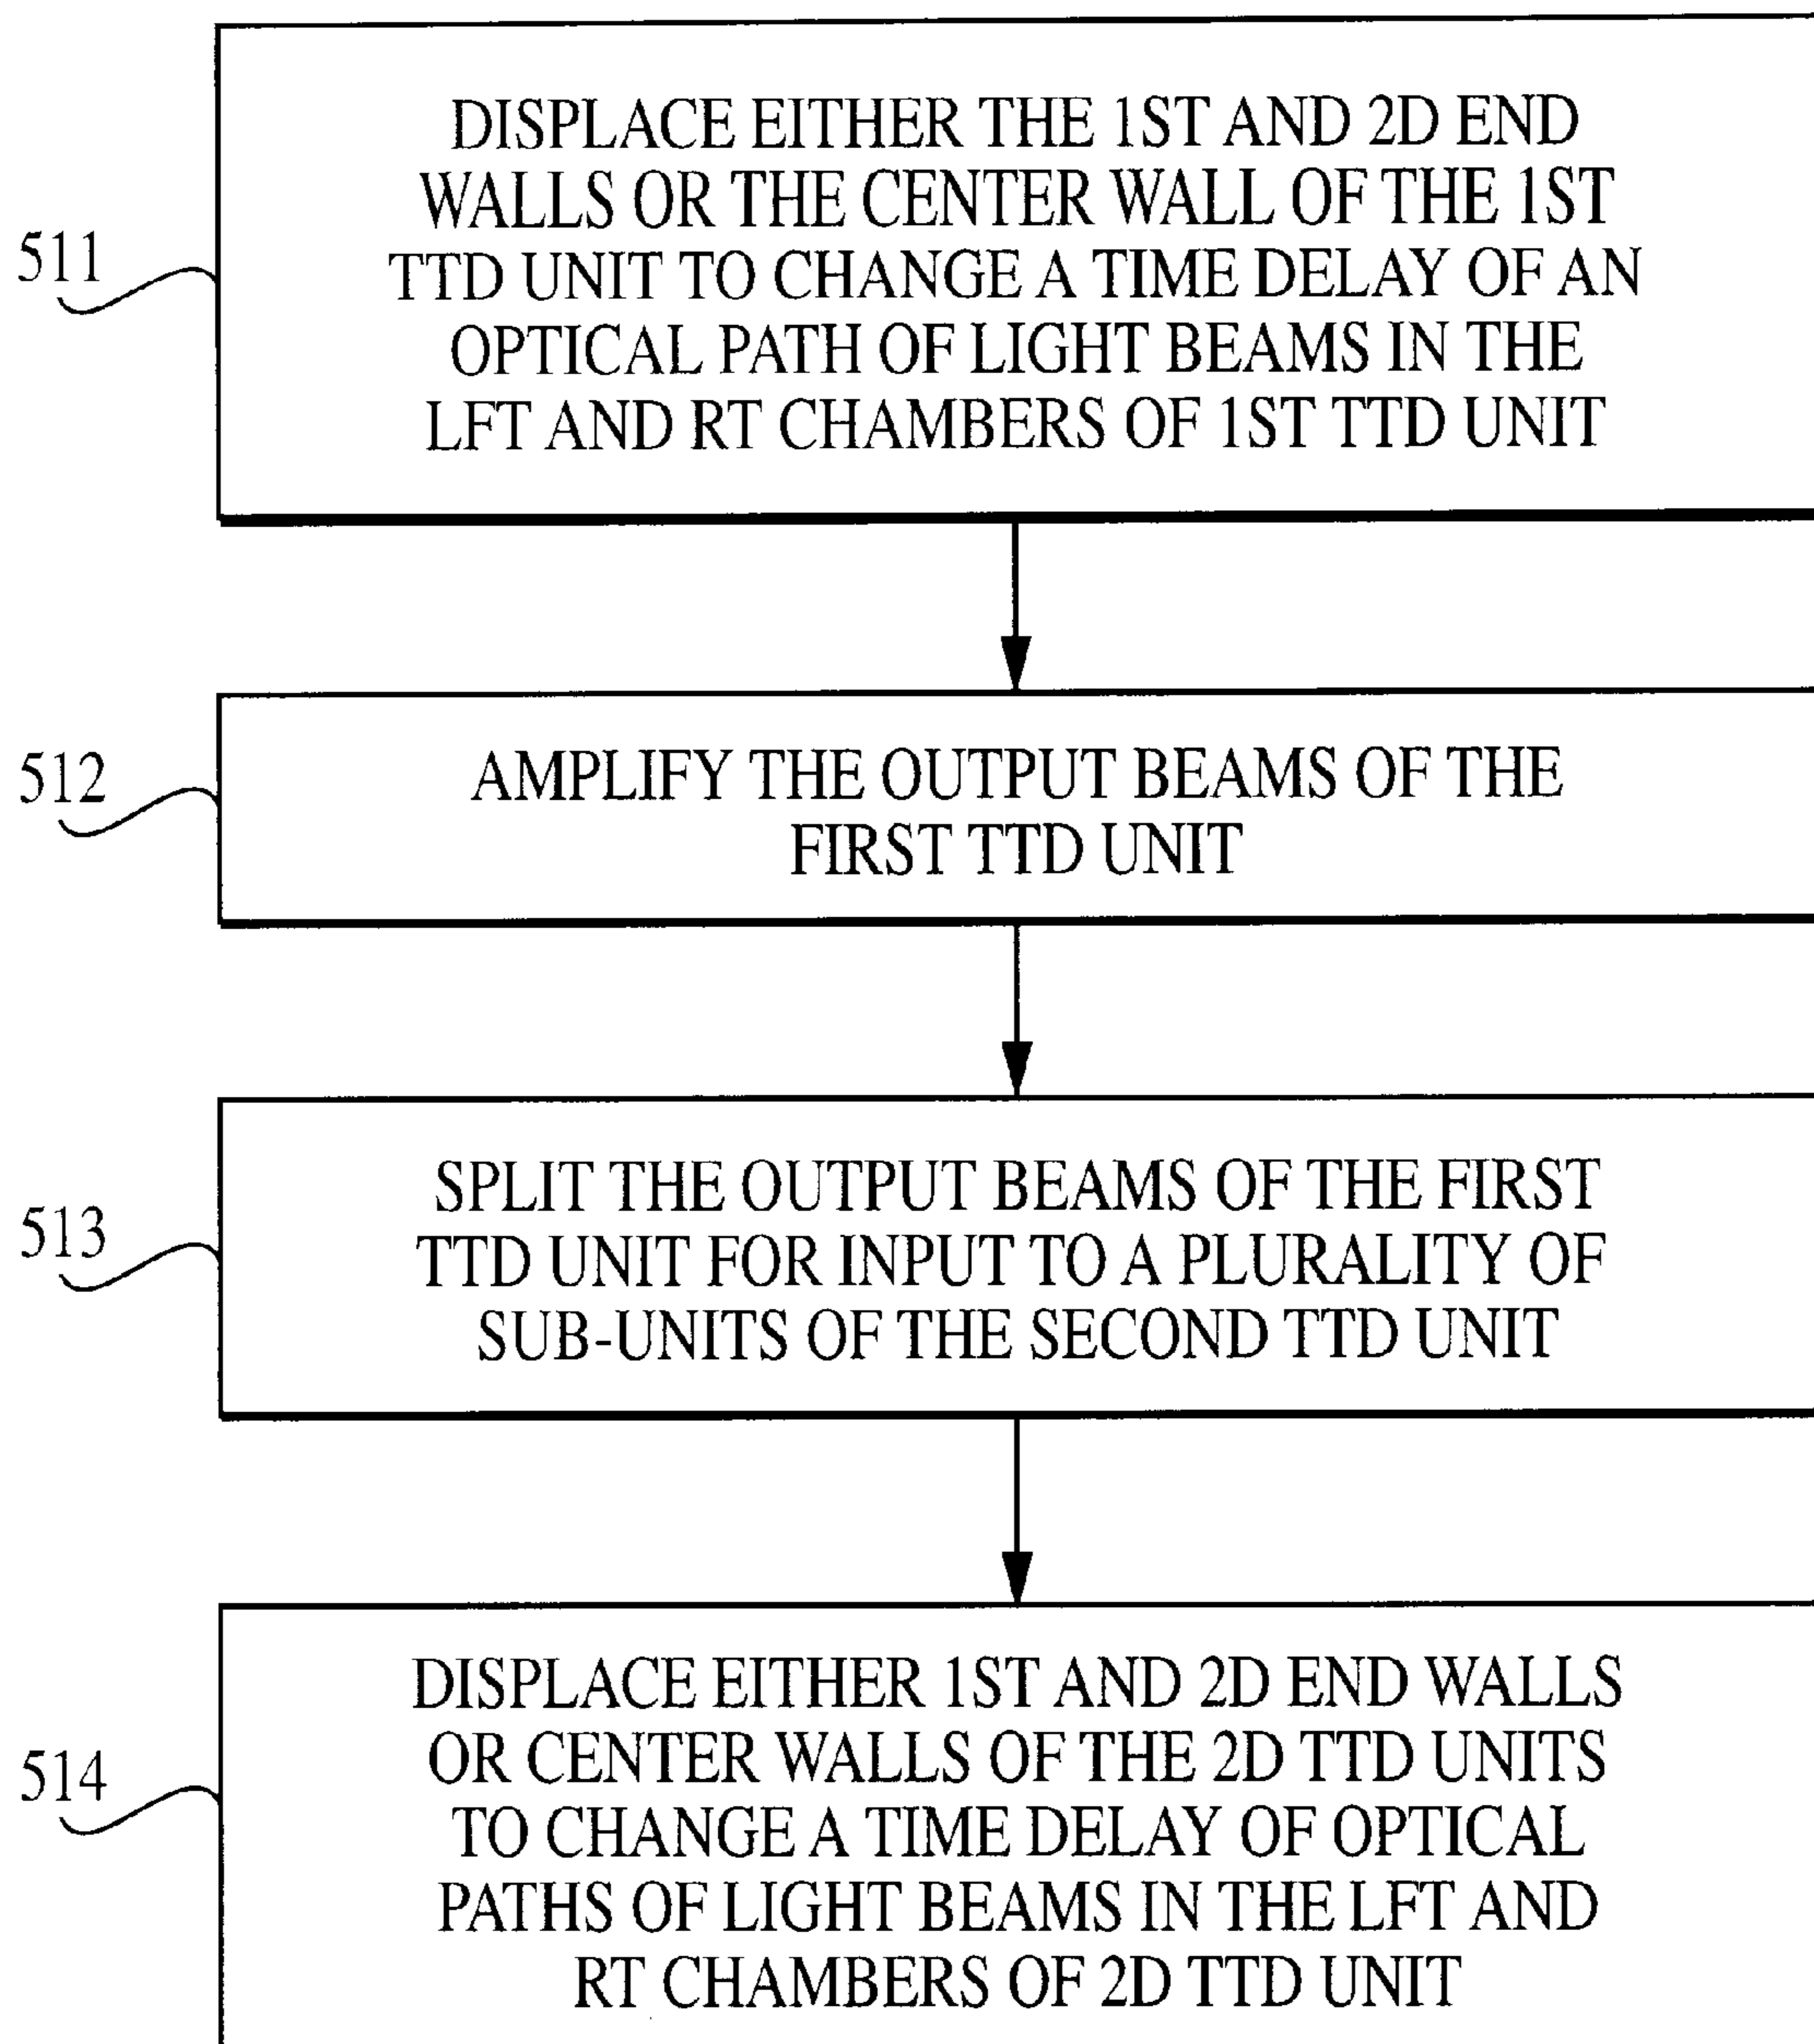 511
DISPLACE EITHER THE 1ST AND 2D END
WALLS OR THE CENTER WALL OF THE 1ST
TTD UNIT TO CHANGE A TIME DELAY OF AN
OPTICAL PATH OF LIGHT BEAMS IN THE
LFT AND RT CHAMBERS OF 1ST TTD UNIT
512
AMPLIFY THE OUTPUT BEAMS OF THE
FIRST TTD UNIT
513
SPLIT THE OUTPUT BEAMS OF THE FIRST
TTD UNIT FOR INPUT TO A PLURALITY OF
SUB-UNITS OF THE SECOND TTD UNIT
514
DISPLACE EITHER 1ST AND 2D END WALLS
OR CENTER WALLS OF THE 2D TTD UNITS
TO CHANGE A TIME DELAY OF OPTICAL
PATHS OF LIGHT BEAMS IN THE LFT AND
RT CHAMBERS OF 2D TTD UNIT